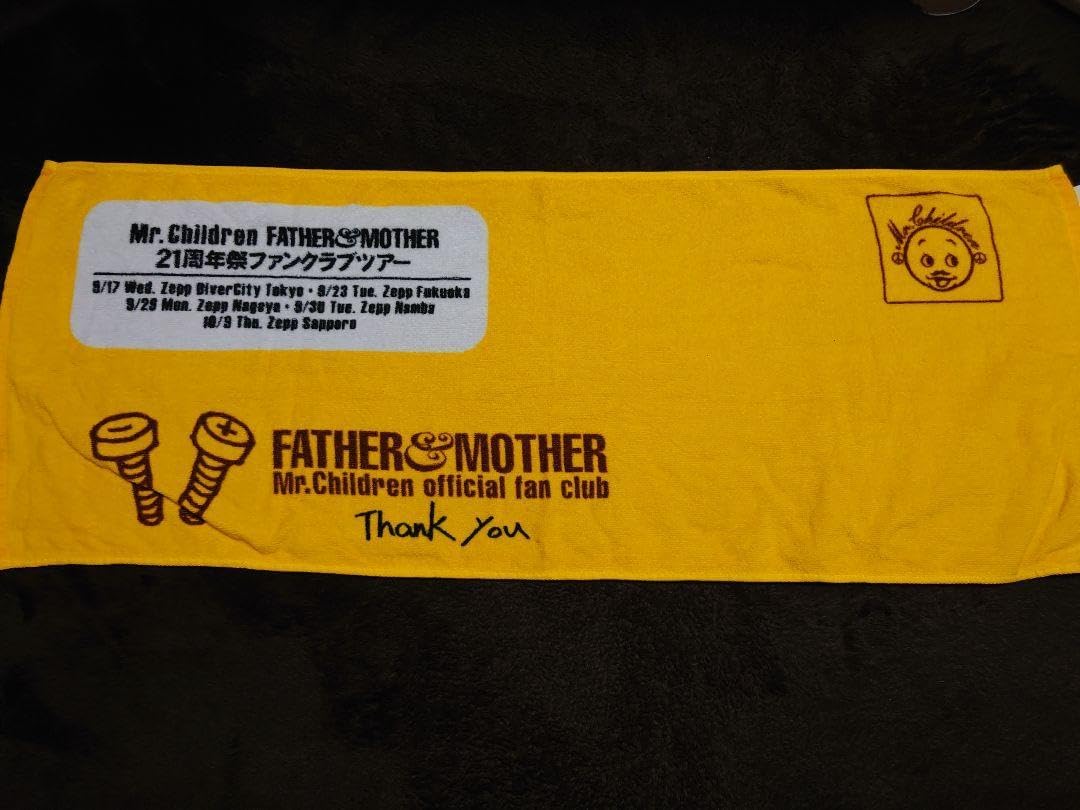 Mr.Children FATHER&MOTHER
21周年祭ファンクラブツアー
9/17 Wed. Zepp DiverCity Tokyo・9/23 Tue. Zepp Fukuoka
9/29 Mon. Zepp Nagoya・9/30 Tue. Zepp Namba
10/9 Thu. Zepp Sapporo
Mr.Children
FATHER&MOTHER
Mr.Children official fan club
Thank you